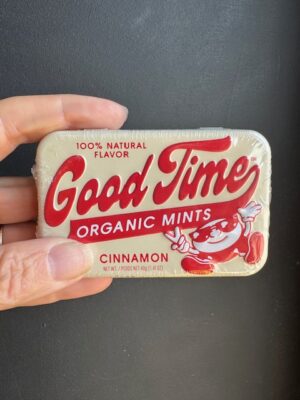 100% NATURAL
FLAVOR
Good Time
ORGANIC MINTS
CINNAMON
NET WT. / POIDS NET 40g (1.41 OZ)